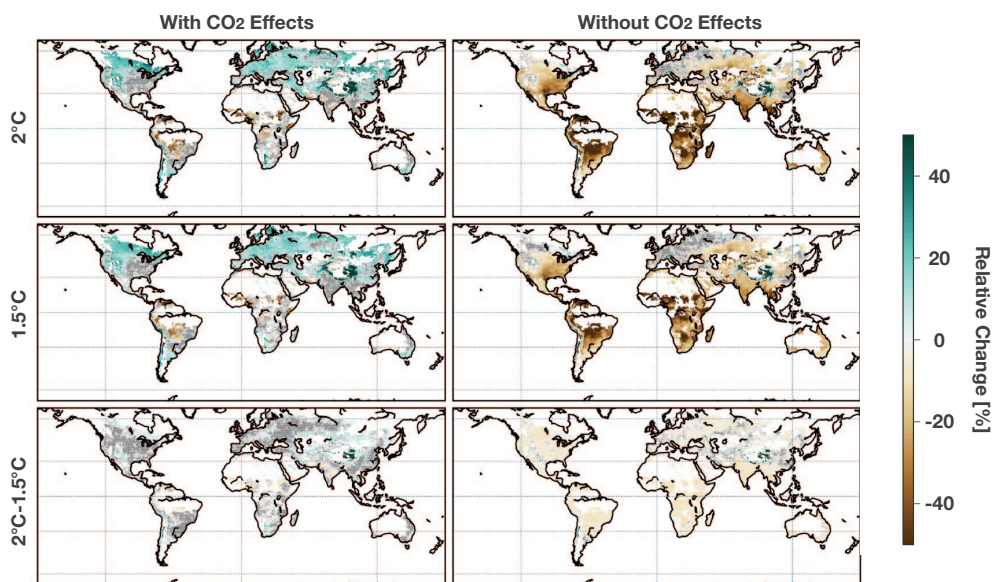 With CO2 Effects
Without CO2 Effects
2°C
1.5°C
2°C-1.5°C
40
20
0
-20
-40
Relative Change [%]